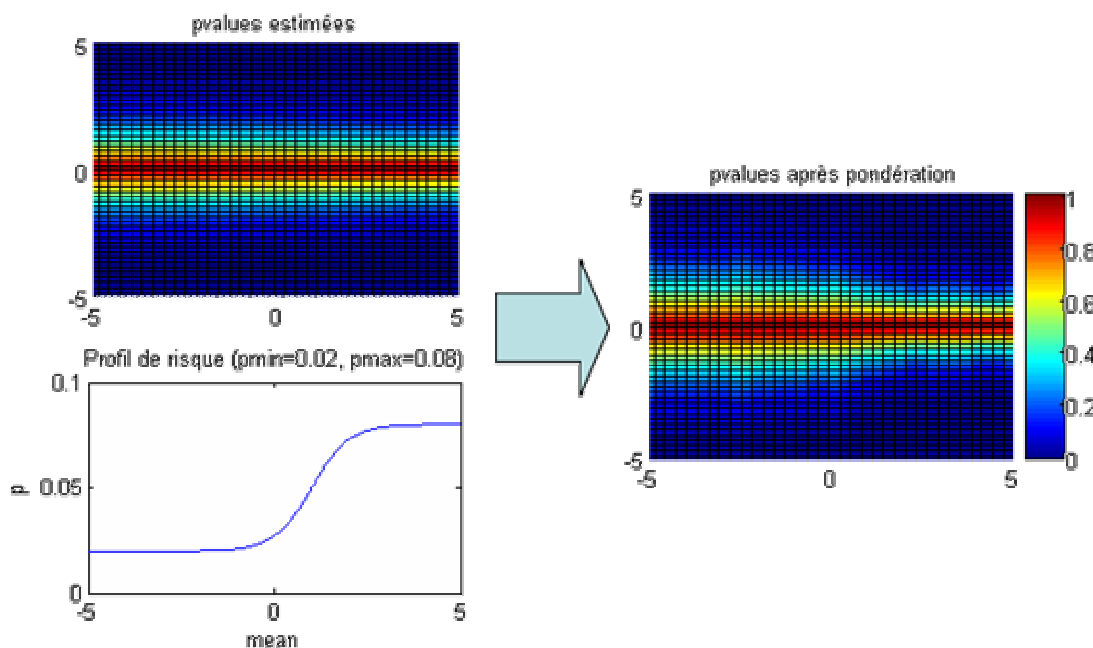 pvalues estimées
5
0
-5
-5 0 5
Profil de risque (pmin=0.02, pmax=0.08)
0.1
0.05
0
p
-5 0 5
mean
pvalues après pondération
5
0
-5
-5 0 5
1
0.8
0.6
0.4
0.2
0